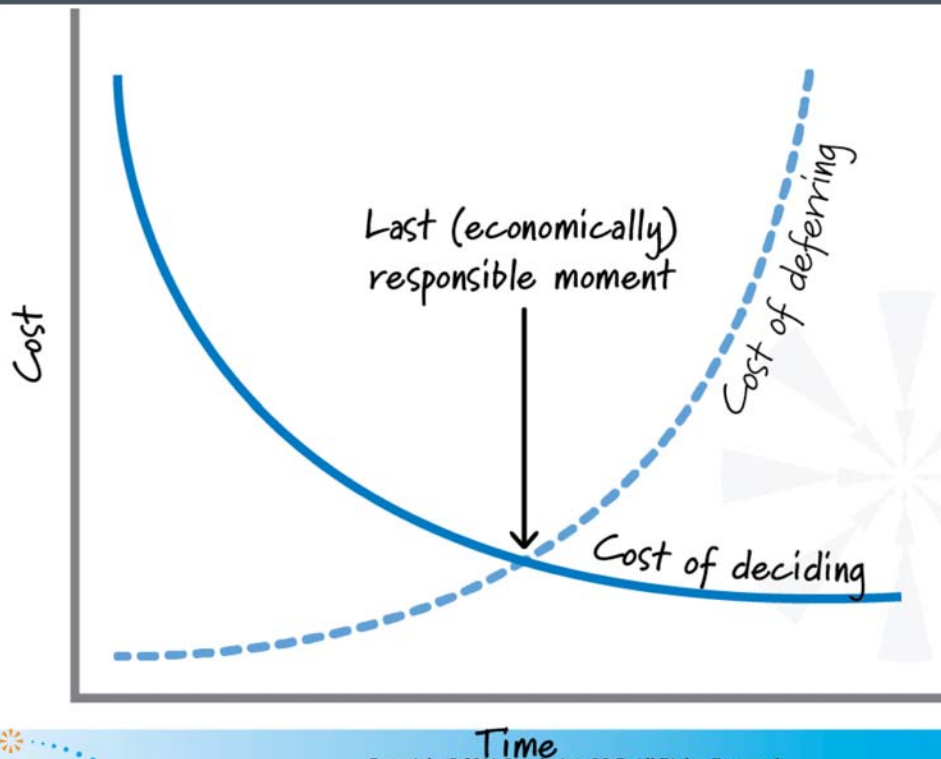 Last (economically)
responsible moment
Cost
Cost of deferring
Cost of deciding
Time